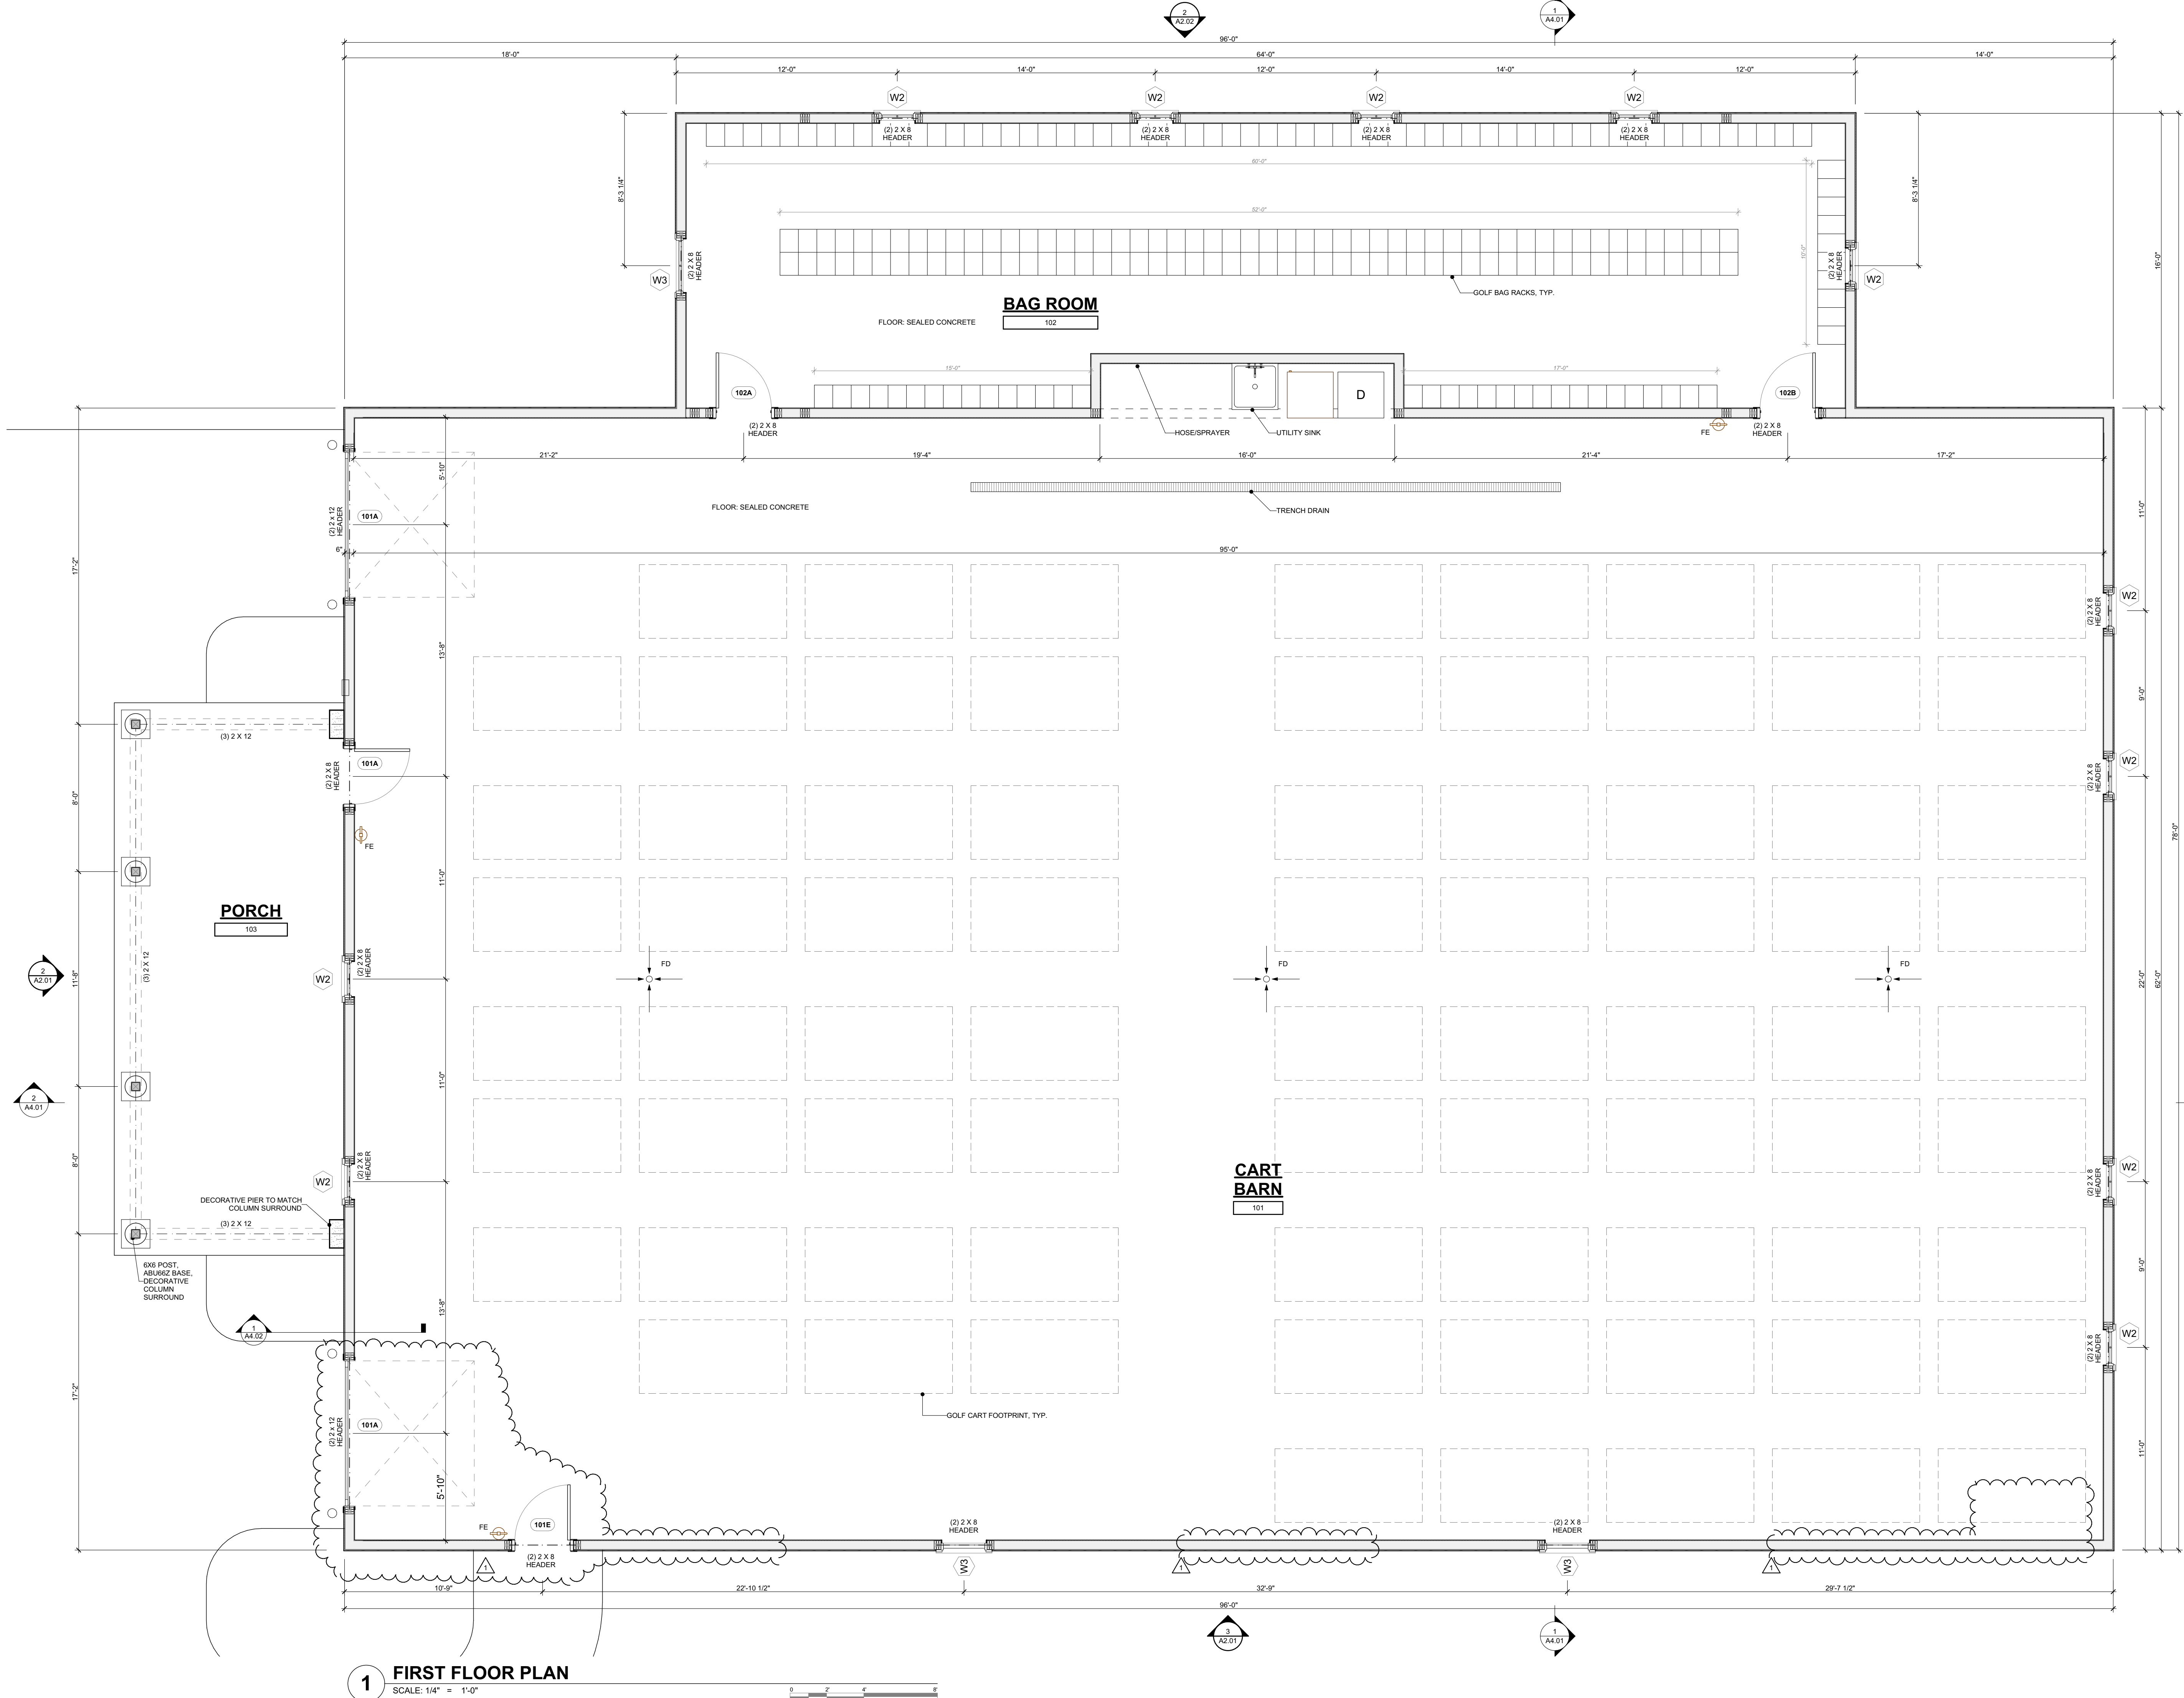 2
A2.02
1
A4.01
96'-0"
18'-0"
64'-0"
14'-0"
12'-0"
14'-0"
12'-0"
14'-0"
12'-0"
W2
W2
W2
W2
(2) 2 X 8
HEADER
(2) 2 X 8
HEADER
(2) 2 X 8
HEADER
(2) 2 X 8
HEADER
60'-0"
8'-3 1/4"
8'-3 1/4"
52'-0"
10'-0"
16'-0"
(2) 2 X 8
HEADER
W3
(2) 2 X 8
HEADER
W2
GOLF BAG RACKS, TYP.
BAG ROOM
102
FLOOR: SEALED CONCRETE
15'-0"
17'-0"
102A
D
102B
(2) 2 X 8
HEADER
HOSE/SPRAYER
UTILITY SINK
FE
(2) 2 X 8
HEADER
21'-2"
19'-4"
16'-0"
21'-4"
17'-2"
5'-10"
FLOOR: SEALED CONCRETE
TRENCH DRAIN
11'-0"
(2) 2 x 12
HEADER
101A
6"
95'-0"
17'-2"
(2) 2 X 8
HEADER
W2
13'-8"
9'-0"
(3) 2 X 12
(2) 2 X 8
HEADER
101A
(2) 2 X 8
HEADER
W2
8'-0"
78'-0"
FE
11'-0"
PORCH
103
(3) 2 X 12
2
A2.01
11'-8"
W2
(2) 2 X 8
HEADER
FD
FD
FD
22'-0"
62'-0"
2
A4.01
11'-0"
8'-0"
W2
(2) 2 X 8
HEADER
CART
BARN
101
(2) 2 X 8
HEADER
W2
DECORATIVE PIER TO MATCH
COLUMN SURROUND
(3) 2 X 12
6X6 POST,
ABU66Z BASE,
DECORATIVE
COLUMN
SURROUND
9'-0"
13'-8"
1
A4.02
(2) 2 X 8
HEADER
W2
17'-2"
GOLF CART FOOTPRINT, TYP.
(2) 2 x 12
HEADER
101A
11'-0"
5'-10"
FE
101E
(2) 2 X 8
HEADER
(2) 2 X 8
HEADER
(2) 2 X 8
HEADER
1
W3
1
W3
1
10'-9"
22'-10 1/2"
32'-9"
29'-7 1/2"
96'-0"
3
A2.01
1
A4.01
1
FIRST FLOOR PLAN
SCALE: 1/4" = 1'-0"
0 2' 4' 8'